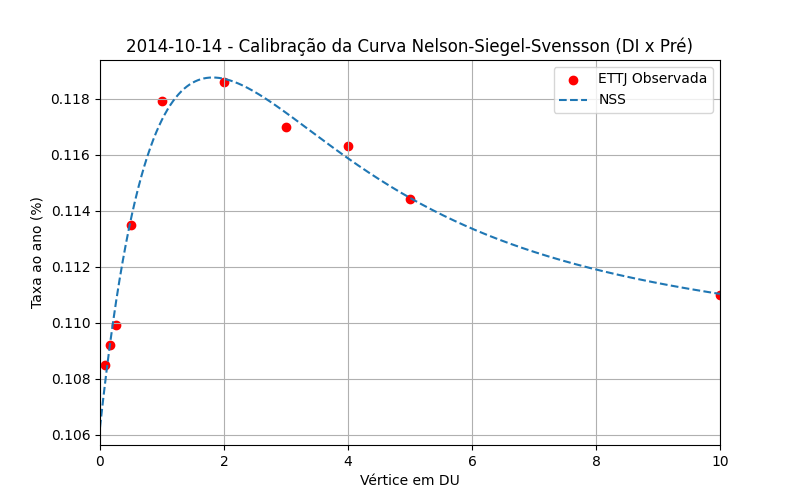 2014-10-14 - Calibração da Curva Nelson-Siegel-Svensson (DI x Pré)
ETTJ Observada
NSS
Taxa ao ano (%)
0.118
0.116
0.114
0.112
0.110
0.108
0.106
0 2 4 6 8 10
Vértice em DU